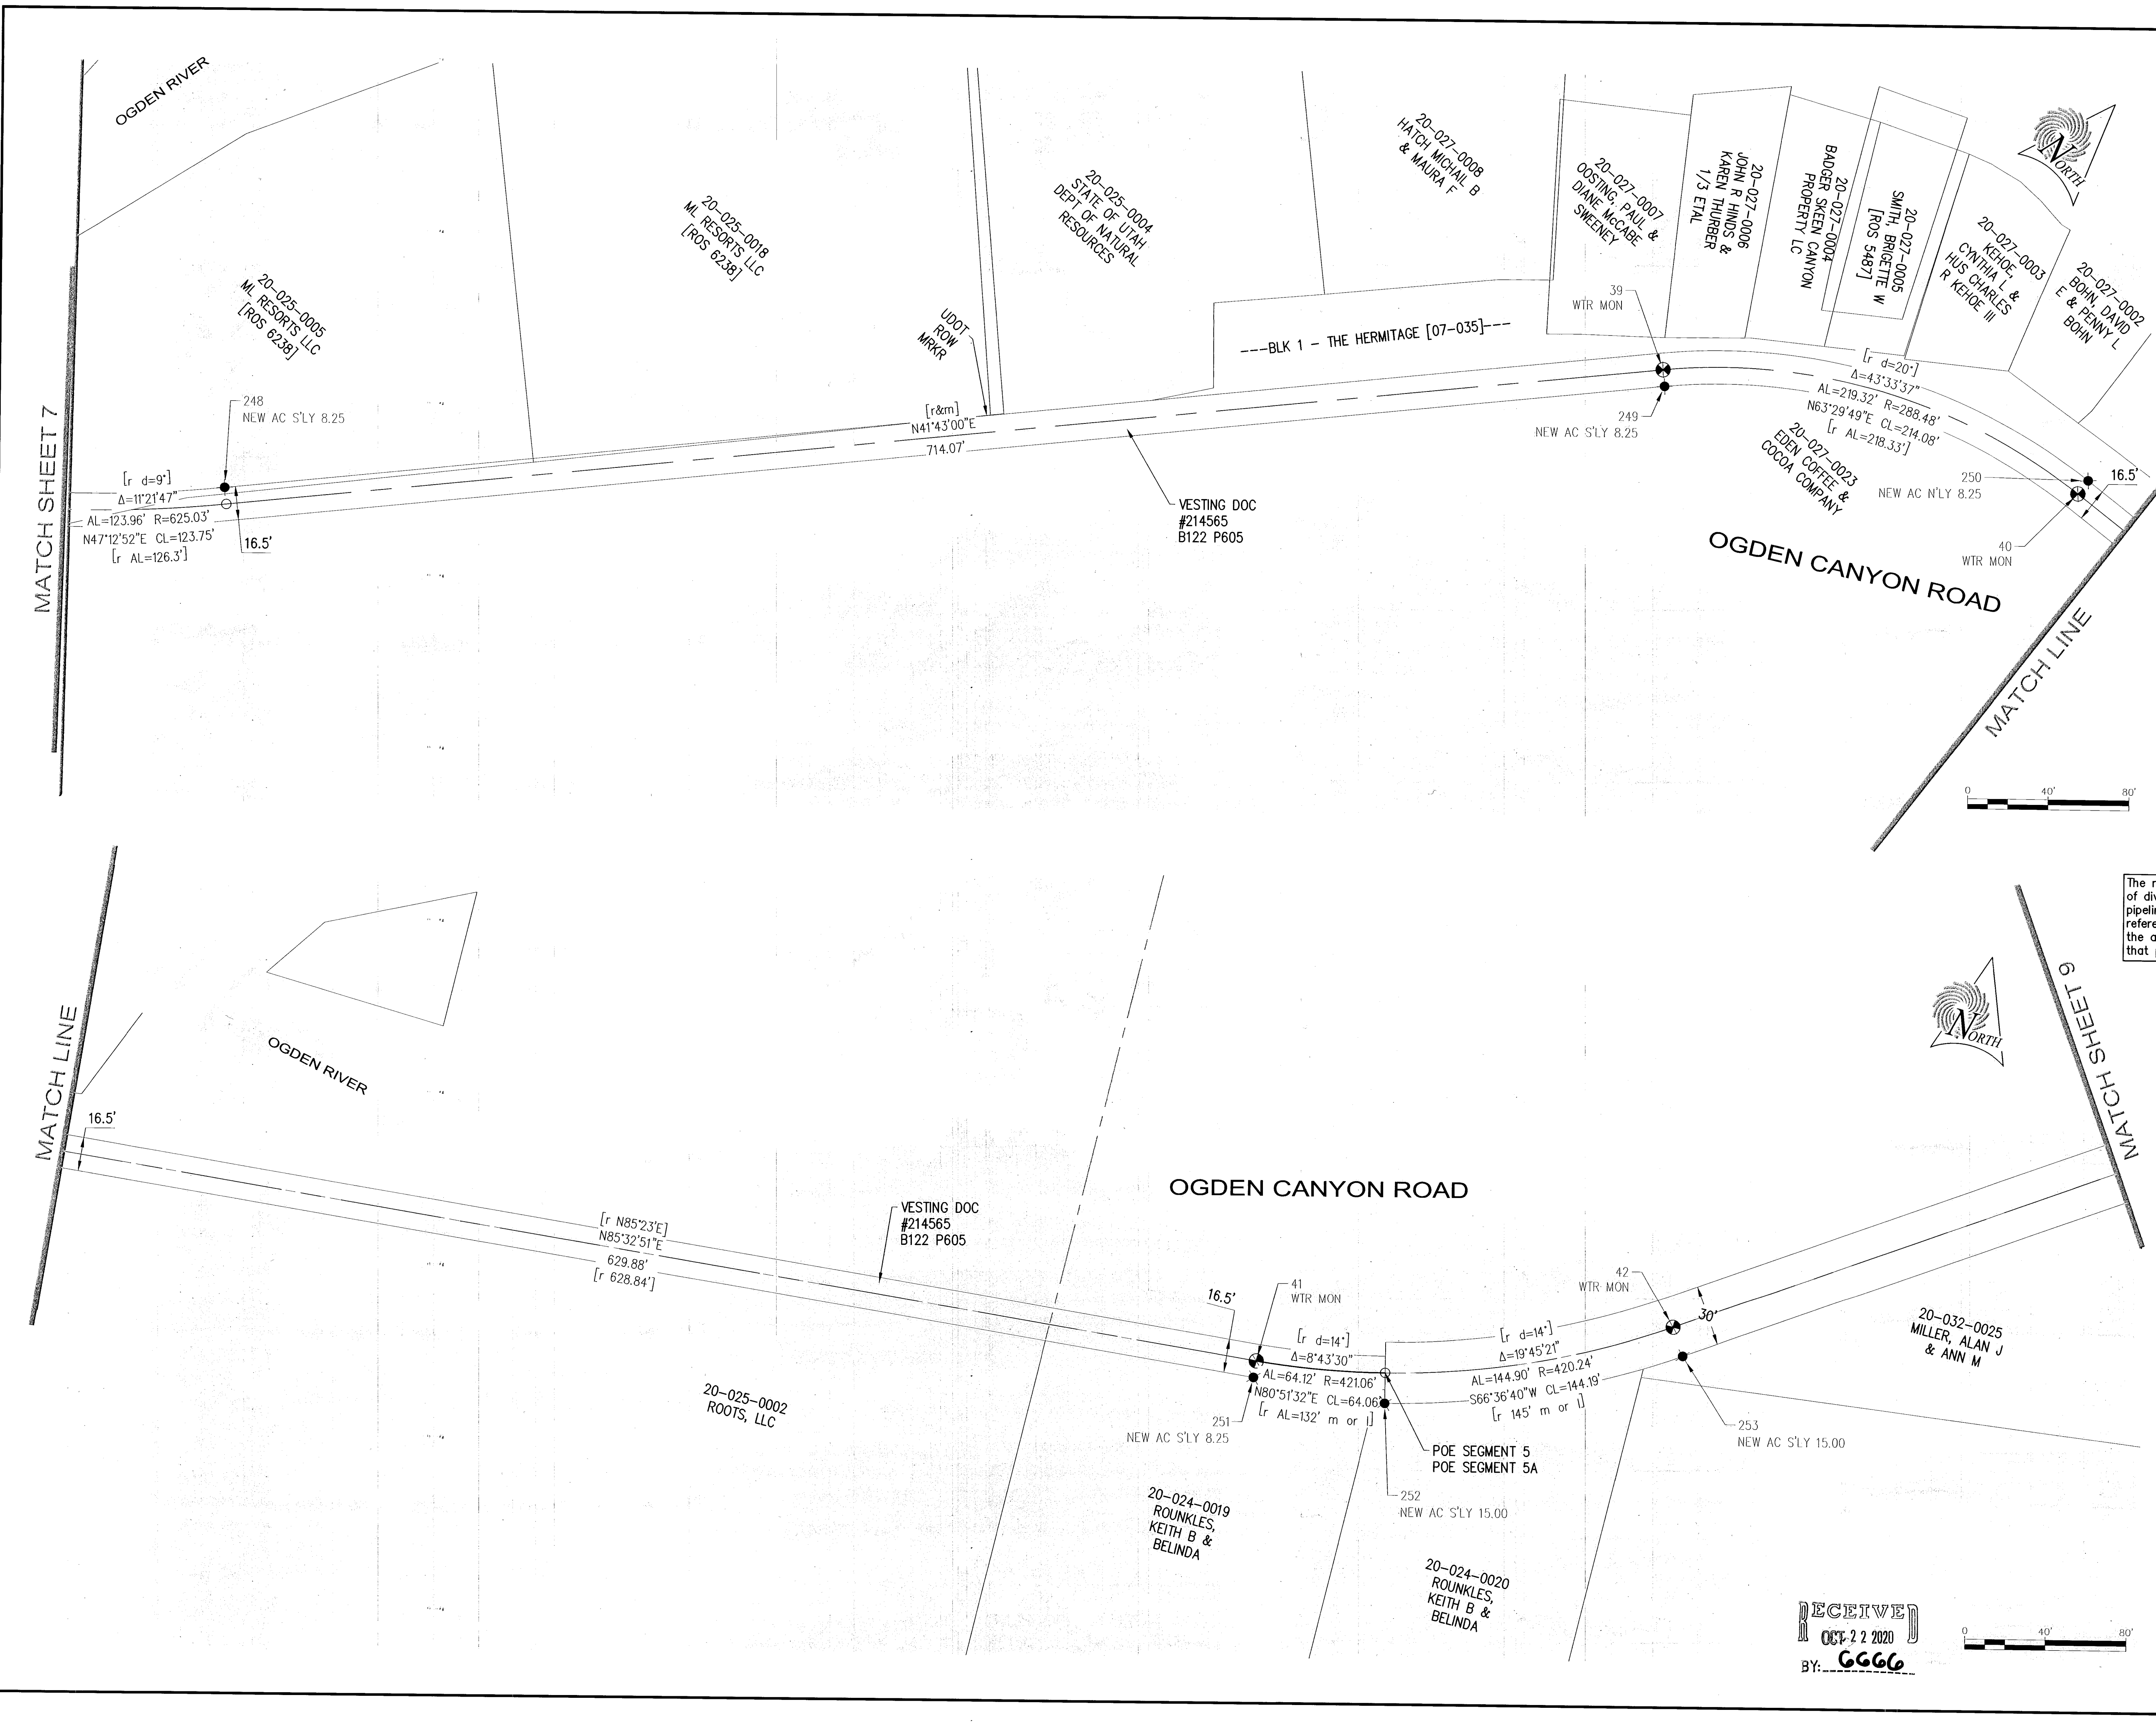 OGDEN RIVER
MATCH SHEET 7
20-025-0005
ML RESORTS LLC
[ROS 6238]
20-025-0018
ML RESORTS LLC
[ROS 6238]
20-025-0004
STATE OF UTAH
DEPT OF NATURAL
RESOURCES
20-027-0008
HATCH MICHAIL B
& MAURA F
20-027-0007
OOSTING, PAUL &
DIANE McCABE
SWEENEY
20-027-0006
JOHN R HINDS &
KAREN THURBER
1/3 ETAL
20-027-0004
BADGER SKEEN CANYON
PROPERTY LC
20-027-0005
SMITH, BRIGETTE W
[ROS 5487]
20-027-0003
KEHOE,
CYNTHIA L &
HUS CHARLES
R KEHOE III
20-027-0002
BOHN, DAVID
E & PENNY L
BOHN
NORTH
UDOT
ROW
MRKR
---BLK 1 - THE HERMITAGE [07-035]---
39
WTR MON
248
NEW AC S'LY 8.25
[r d=9°]
Δ=11°21'47"
AL=123.96' R=625.03'
N47°12'52"E CL=123.75'
[r AL=126.3']
16.5'
[r&m]
N41°43'00"E
714.07'
VESTING DOC
#214565
B122 P605
249
NEW AC S'LY 8.25
[r d=20°]
Δ=43°33'37"
AL=219.32' R=288.48'
N63°29'49"E CL=214.08'
[r AL=218.33']
20-027-0023
EDEN COFFEE &
COCOA COMPANY
250
NEW AC N'LY 8.25
16.5'
40
WTR MON
OGDEN CANYON ROAD
MATCH LINE
0 40' 80'
The r
of div
pipelin
refere
the a
that
MATCH LINE
OGDEN RIVER
16.5'
[r N85°23'E]
N85°32'51"E
629.88'
[r 628.84']
VESTING DOC
#214565
B122 P605
OGDEN CANYON ROAD
NORTH
MATCH SHEET 9
16.5'
41
WTR MON
[r d=14°]
Δ=8°43'30"
AL=64.12' R=421.06'
N80°51'32"E CL=64.06'
[r AL=132' m or l]
251
NEW AC S'LY 8.25
42
WTR MON
[r d=14°]
Δ=19°45'21"
AL=144.90' R=420.24'
S66°36'40"W CL=144.19'
[r 145' m or l]
30'
253
NEW AC S'LY 15.00
POE SEGMENT 5
POE SEGMENT 5A
252
NEW AC S'LY 15.00
20-032-0025
MILLER, ALAN J
& ANN M
20-025-0002
ROOTS, LLC
20-024-0019
ROUNKLES,
KEITH B &
BELINDA
20-024-0020
ROUNKLES,
KEITH B &
BELINDA
RECEIVED
OCT 22 2020
BY: 6666
0 40' 80'